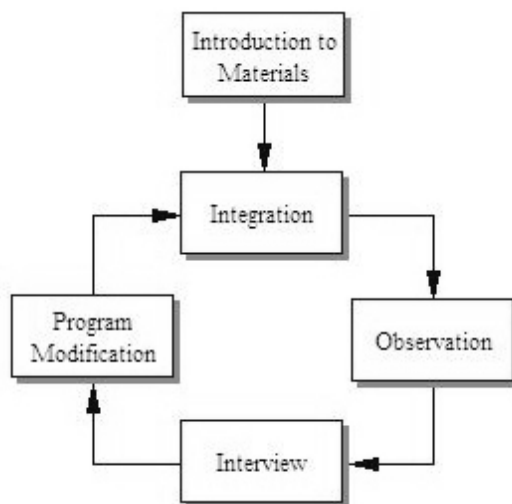 Introduction to
Materials
Integration
Program
Modification
Observation
Interview